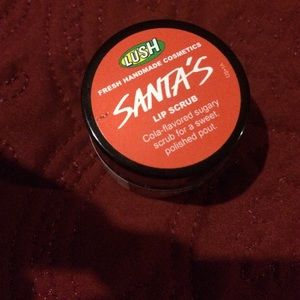 LUSH
FRESH HANDMADE COSMETICS
SANTA'S
LIP SCRUB
Cola-flavored sugary
scrub for a sweet,
polished pout.